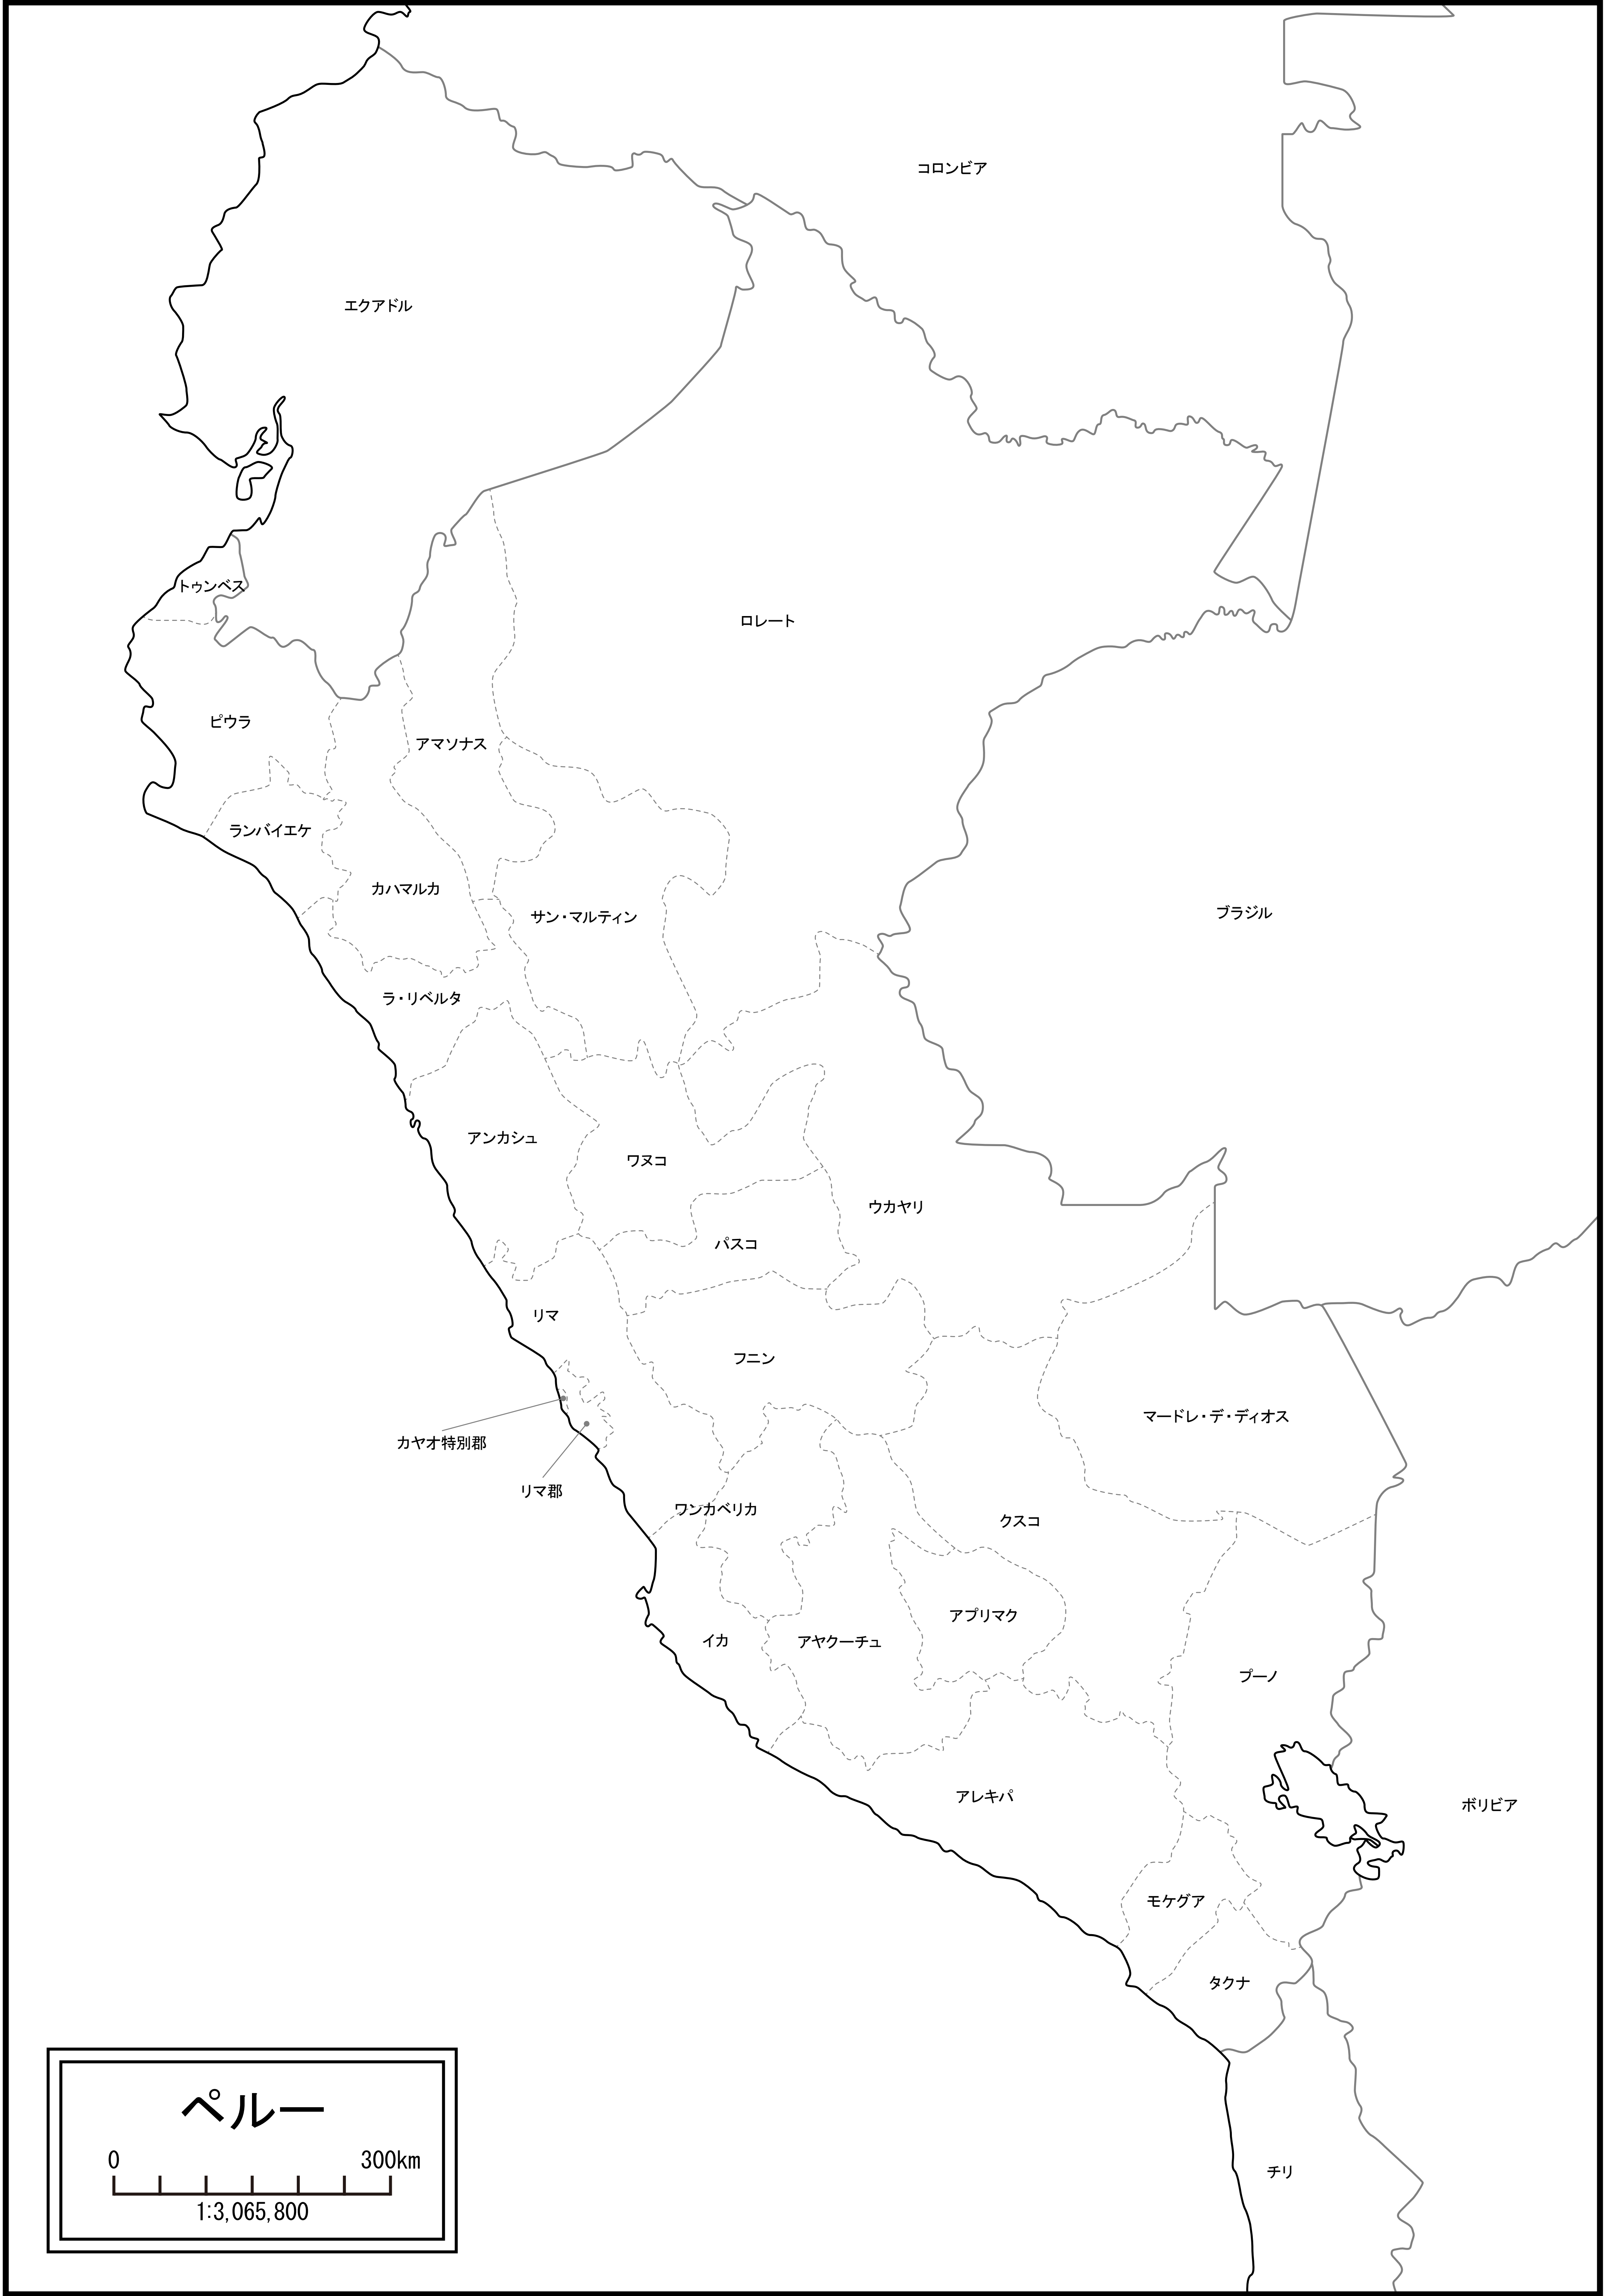 コロンビア
エクアドル
トゥンベス
ロレート
ピウラ
アマソナス
ランバイエケ
カハマルカ
サン・マルティン
ブラジル
ラ・リベルタ
アンカシュ
ワヌコ
ウカヤリ
パスコ
リマ
フニン
マードレ・デ・ディオス
カヤオ特別郡
リマ郡
ワンカベリカ
クスコ
アプリマク
イカ
アヤクーチュ
プーノ
アレキパ
ボリビア
モケグア
タクナ
チリ
ペルー
0 300km
1:3,065,800